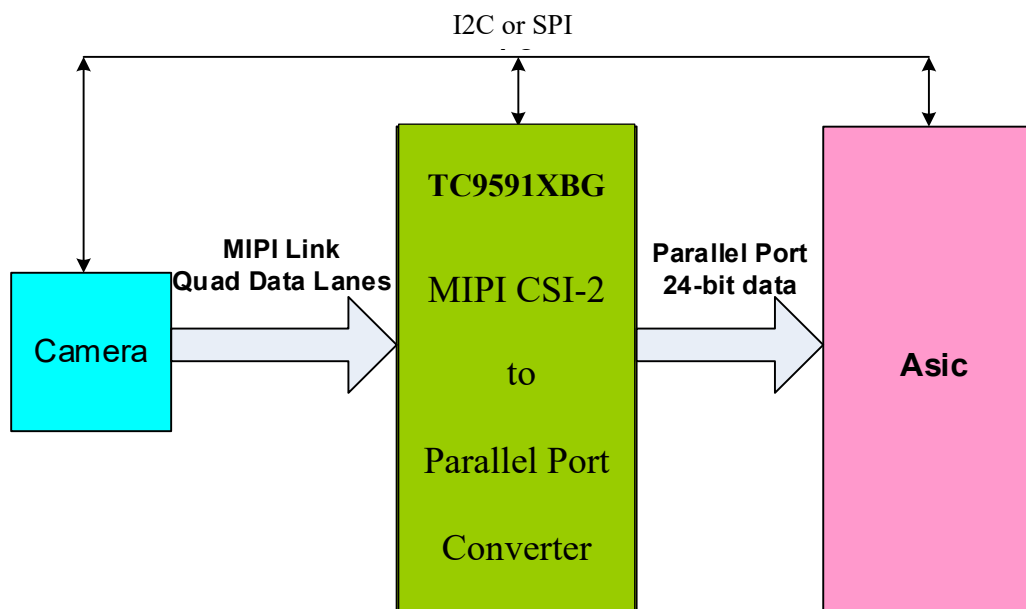 I2C or SPI
TC9591XBG
MIPI Link
Quad Data Lanes
MIPI CSI-2
to
Parallel Port
Converter
Parallel Port
24-bit data
Camera
Asic